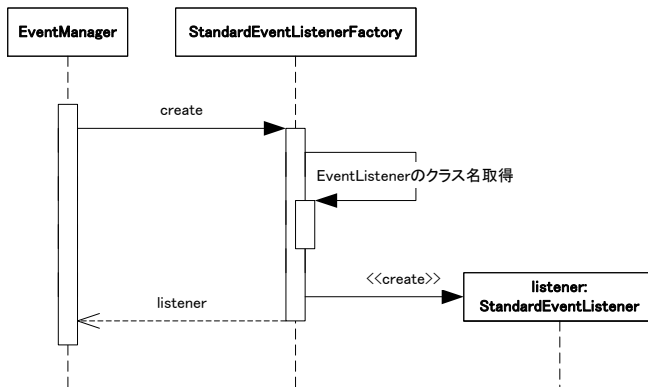 EventManager
StandardEventListenerFactory
create
EventListenerのクラス名取得
<<create>>
listener:
StandardEventListener
listener